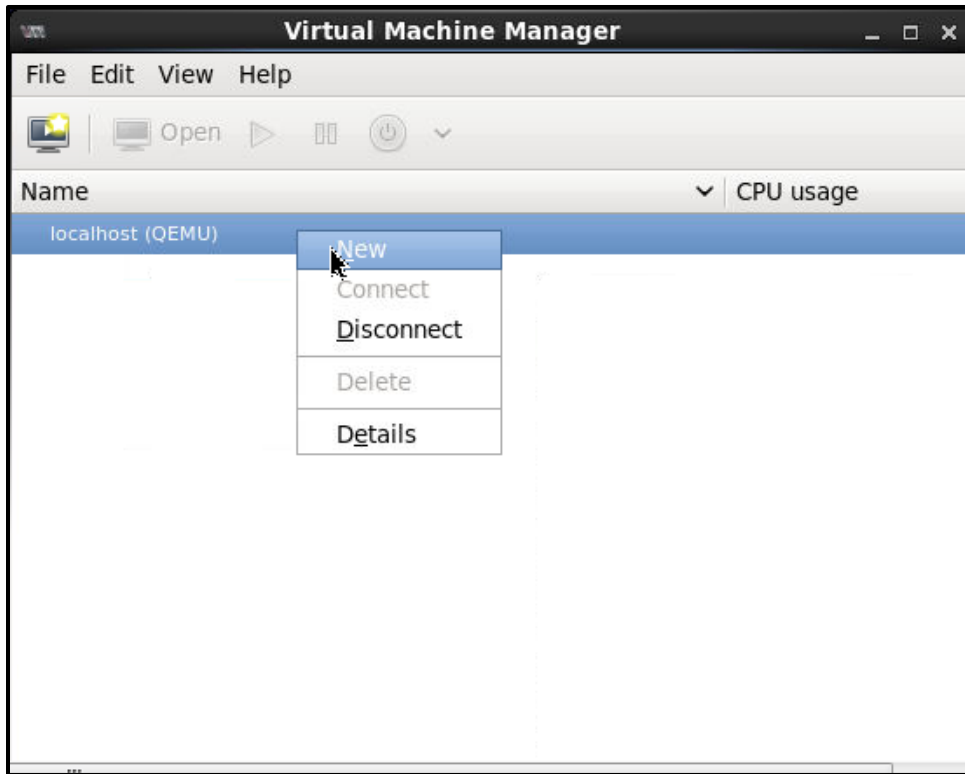 Virtual Machine Manager
File Edit View Help
Open
Name CPU usage
localhost (QEMU)
New
Connect
Disconnect
Delete
Details